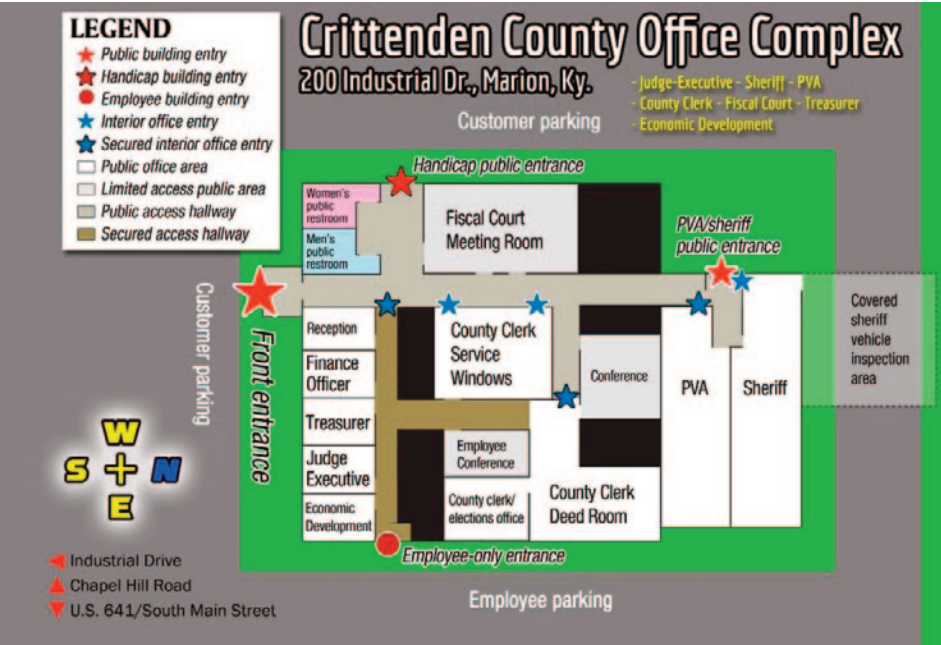 LEGEND
Public building entry
Handicap building entry
Employee building entry
Interior office entry
Secured interior office entry
Public office area
Limited access public area
Public access hallway
Secured access hallway
Crittenden County Office Complex
200 Industrial Dr., Marion, Ky.
- Judge-Executive - Sheriff - PVA
- County Clerk - Fiscal Court - Treasurer
- Economic Development
Customer parking
Handicap public entrance
Women's
public
restroom
Men's
public
restroom
Fiscal Court
Meeting Room
PVA/sheriff
public entrance
Customer parking
Front entrance
Covered
sheriff
vehicle
inspection
area
Reception
Finance
Officer
Treasurer
Judge
Executive
Economic
Development
County Clerk
Service
Windows
Conference
PVA
Sheriff
Employee
Conference
County clerk/
elections office
County Clerk
Deed Room
Employee-only entrance
Employee parking
W
S N
E
Industrial Drive
Chapel Hill Road
U.S. 641/South Main Street